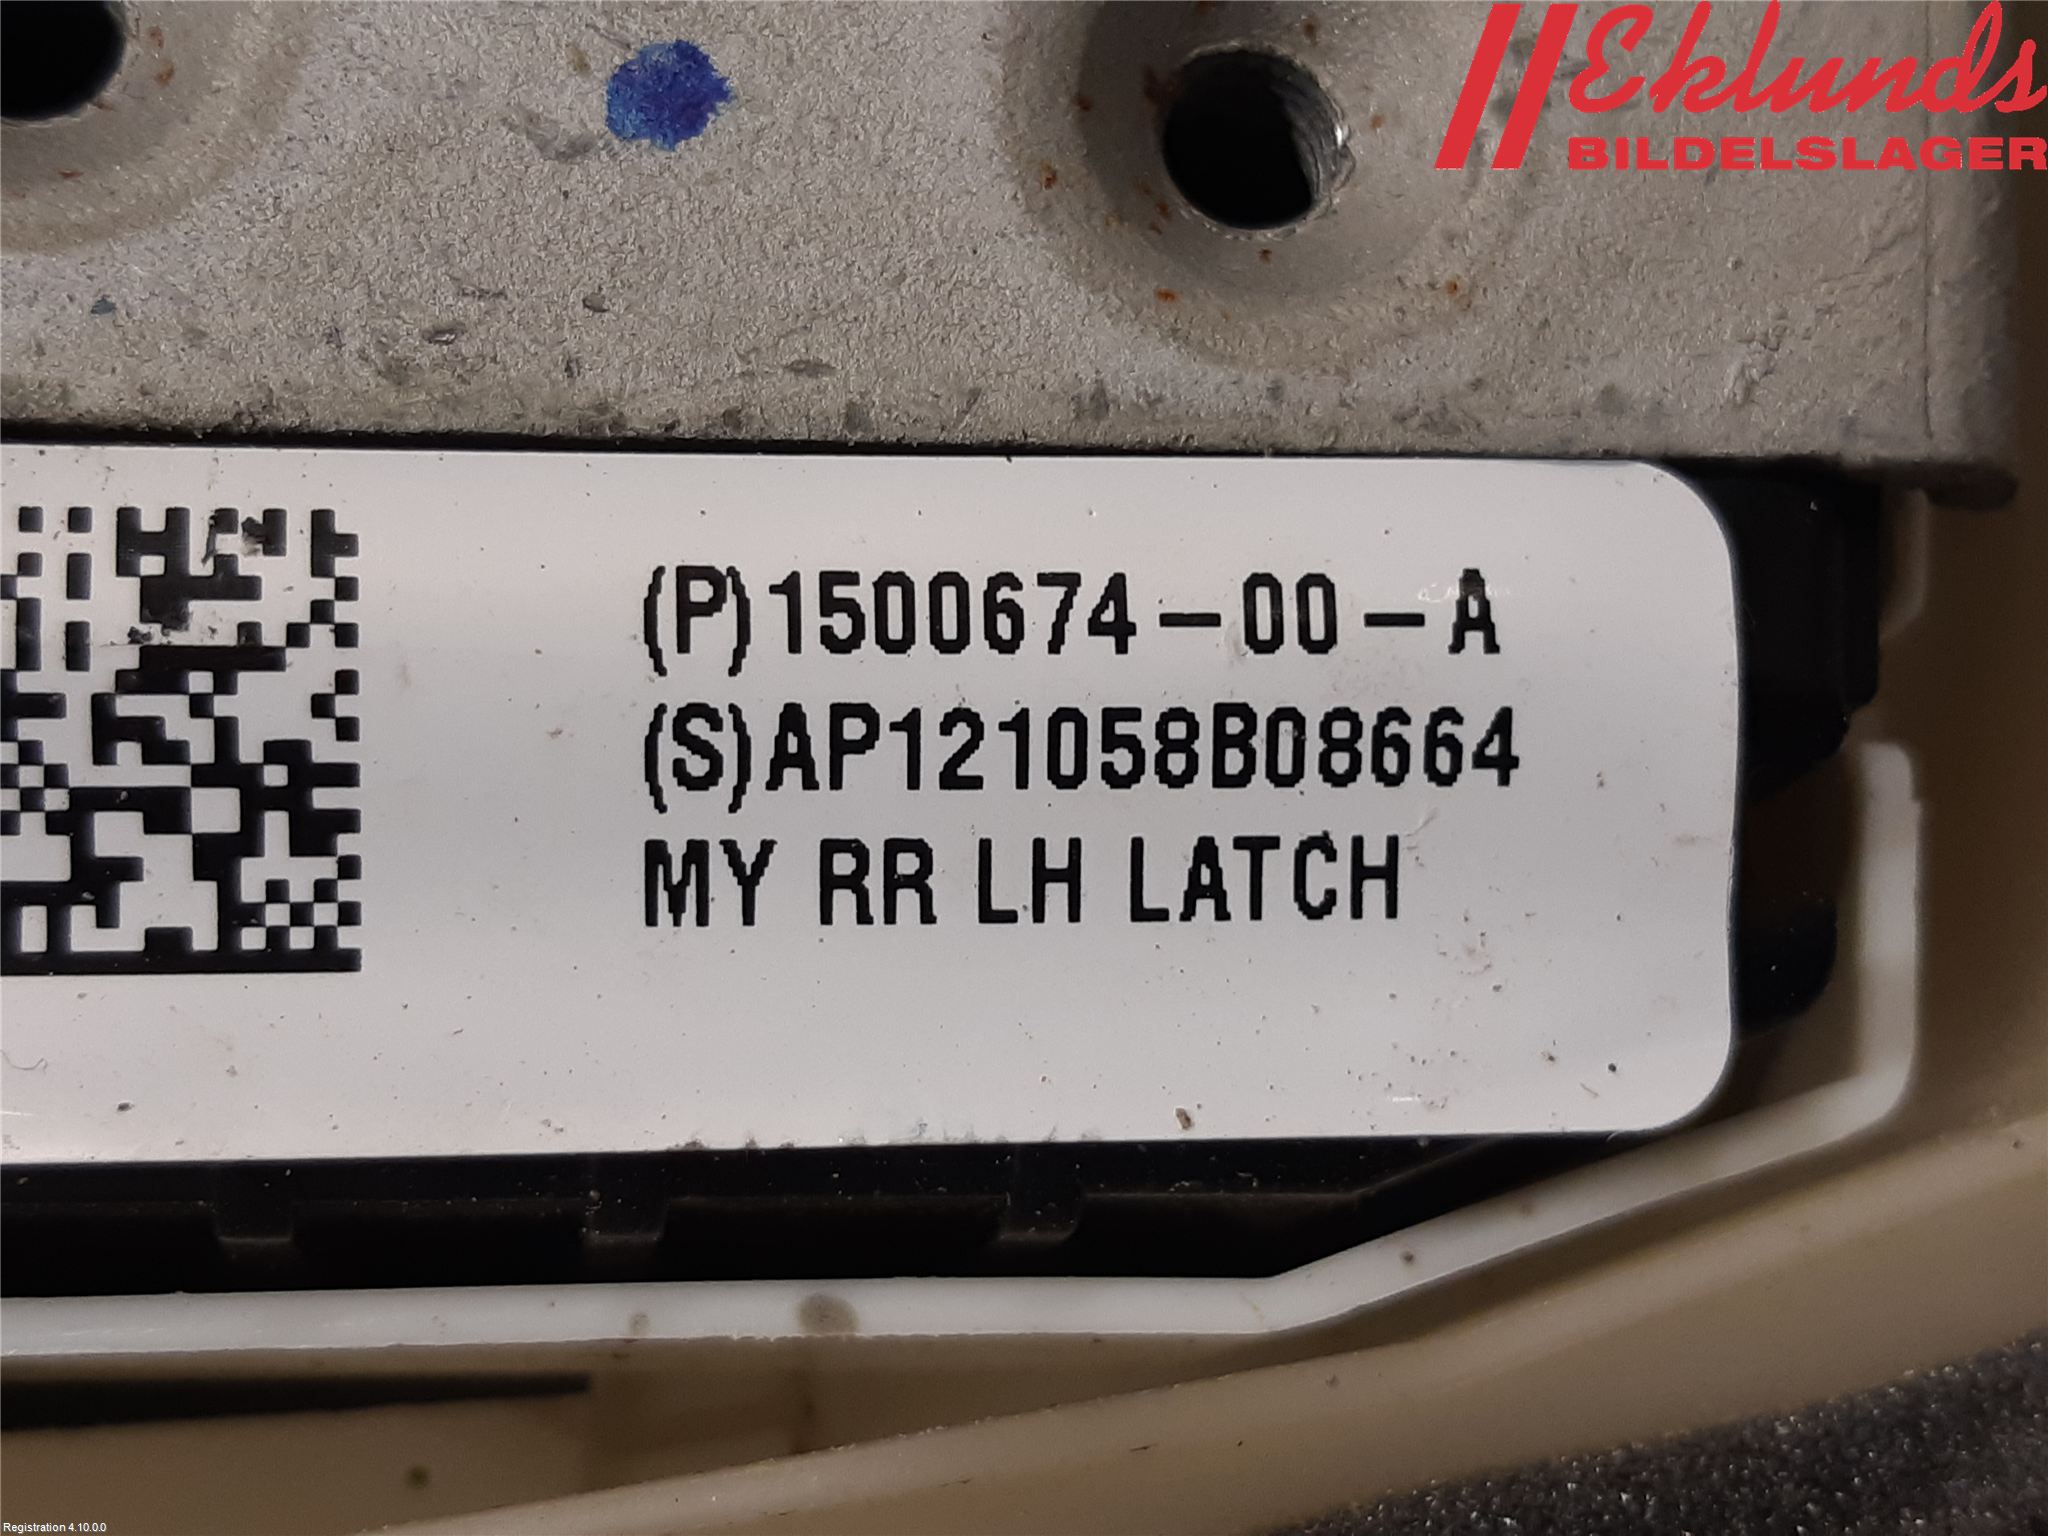 Eklunds
BILDELSLAGER
(P)1500674-00-A
(S)AP121058B08664
MY RR LH LATCH
Registration 4.10.0.0